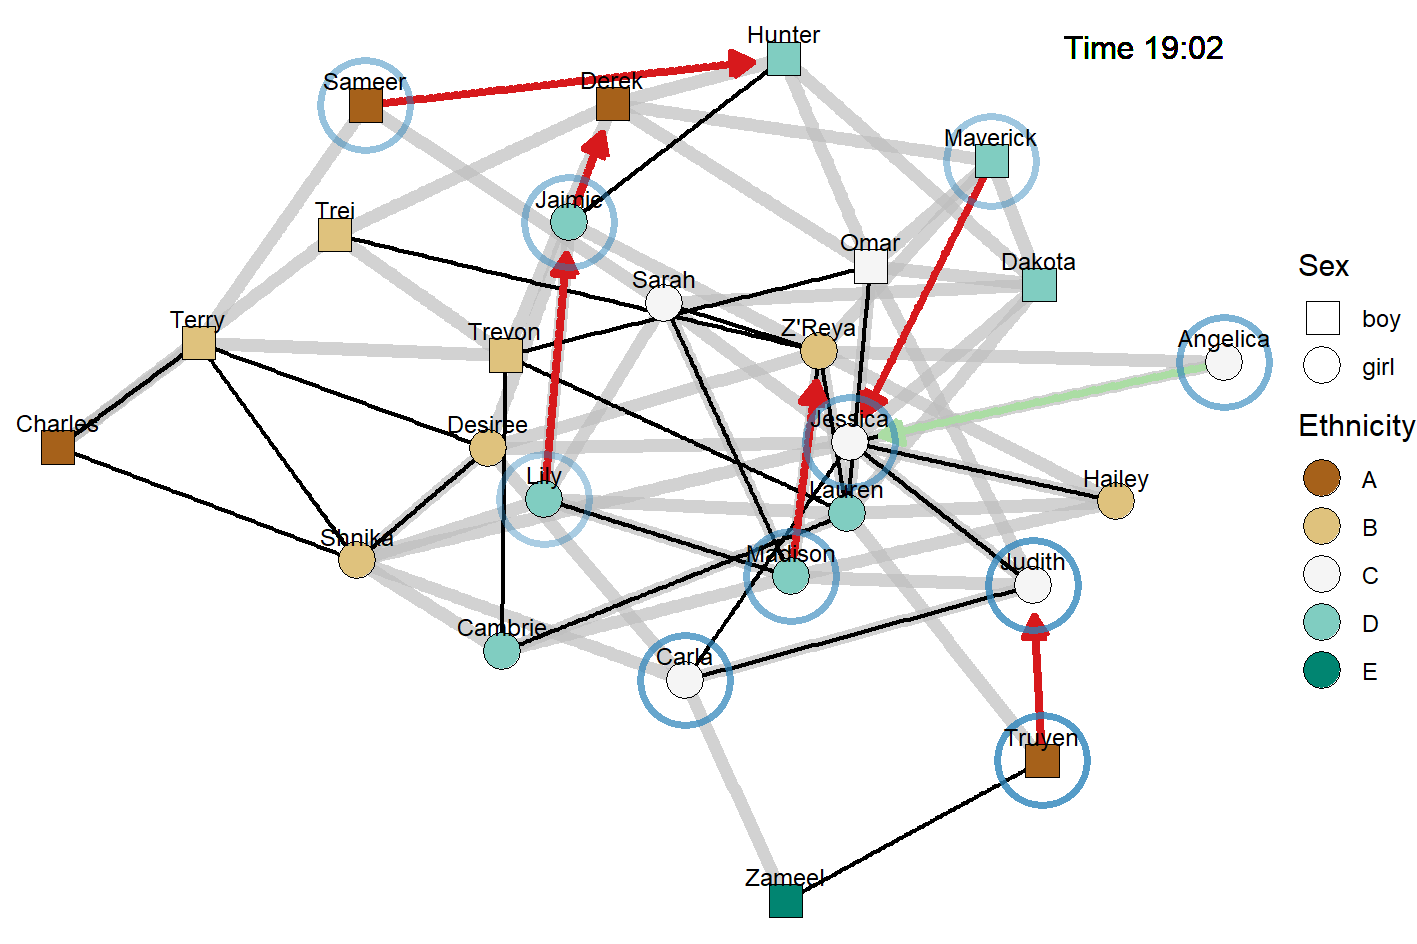 Hunter
Time 19:02
Sameer
Derek
Maverick
Jaimie
Trei
Omar
Dakota
Sarah
Terry
Trevon
Z'Reya
Angelica
Charles
Desiree
Jessica
Lily
Lauren
Hailey
Shnika
Madison
Judith
Cambrie
Carla
Truyen
Zameel
Sex
boy
girl
Ethnicity
A
B
C
D
E